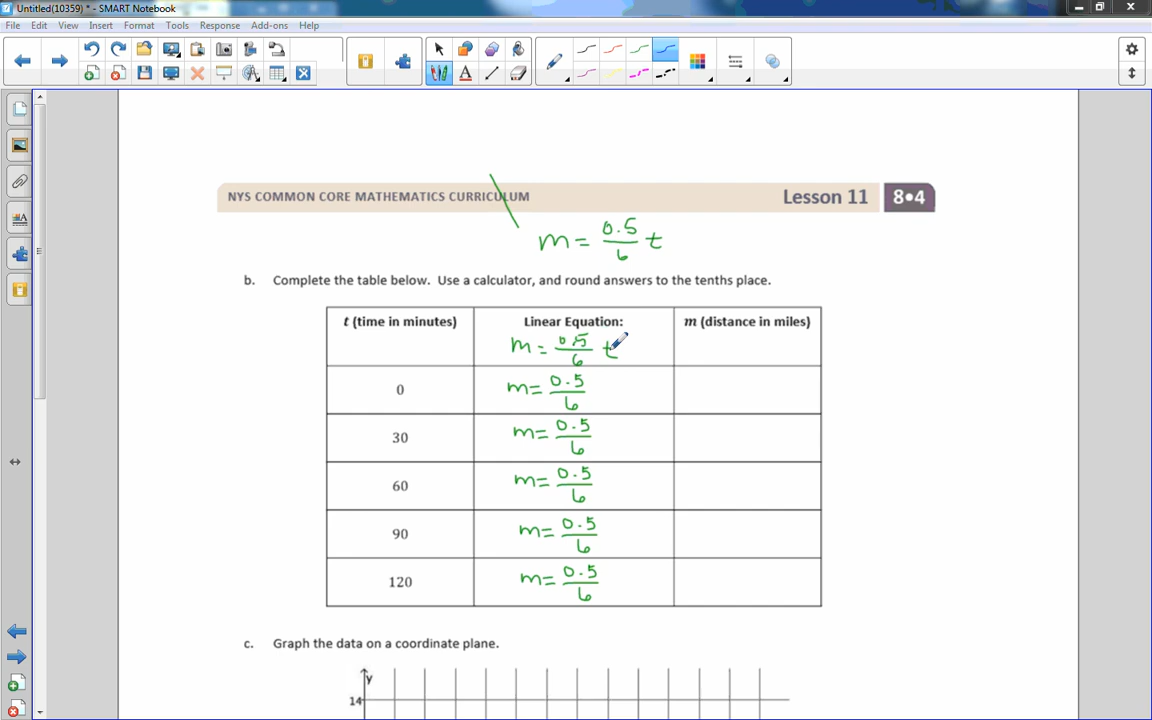 Untitled(10359) * - SMART Notebook
File Edit View Insert Format Tools Response Add-ons Help
NYS COMMON CORE MATHEMATICS CURRICULUM Lesson 11 8•4
m = 0.5/6 t
b. Complete the table below. Use a calculator, and round answers to the tenths place.
t (time in minutes) Linear Equation: m (distance in miles)
m = 0.5/6 t
0 m = 0.5/6
30 m = 0.5/6
60 m = 0.5/6
90 m = 0.5/6
120 m = 0.5/6
c. Graph the data on a coordinate plane.
y
14